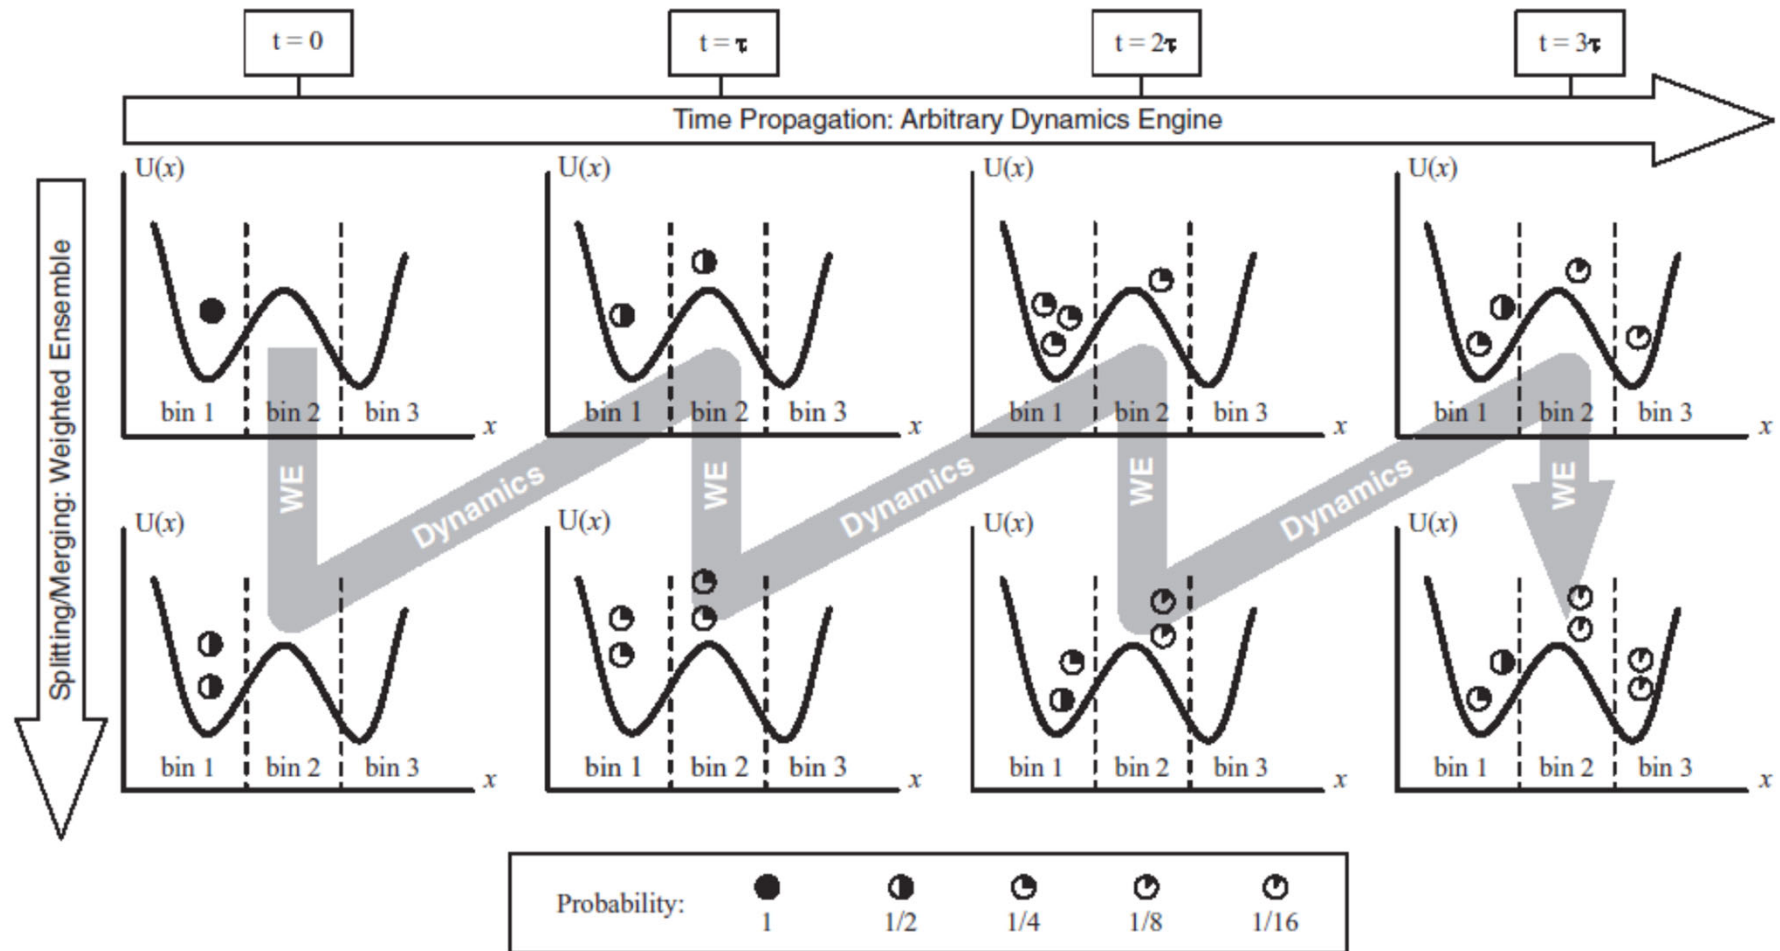 t = 0
t = τ
t = 2τ
t = 3τ
Time Propagation: Arbitrary Dynamics Engine
Splitting/Merging: Weighted Ensemble
U(x)
bin 1
bin 2
bin 3
x
U(x)
bin 1
bin 2
bin 3
x
U(x)
bin 1
bin 2
bin 3
x
U(x)
bin 1
bin 2
bin 3
x
WE
Dynamics
WE
Dynamics
WE
Dynamics
WE
U(x)
bin 1
bin 2
bin 3
x
U(x)
bin 1
bin 2
bin 3
x
U(x)
bin 1
bin 2
bin 3
x
U(x)
bin 1
bin 2
bin 3
x
Probability:
1
1/2
1/4
1/8
1/16